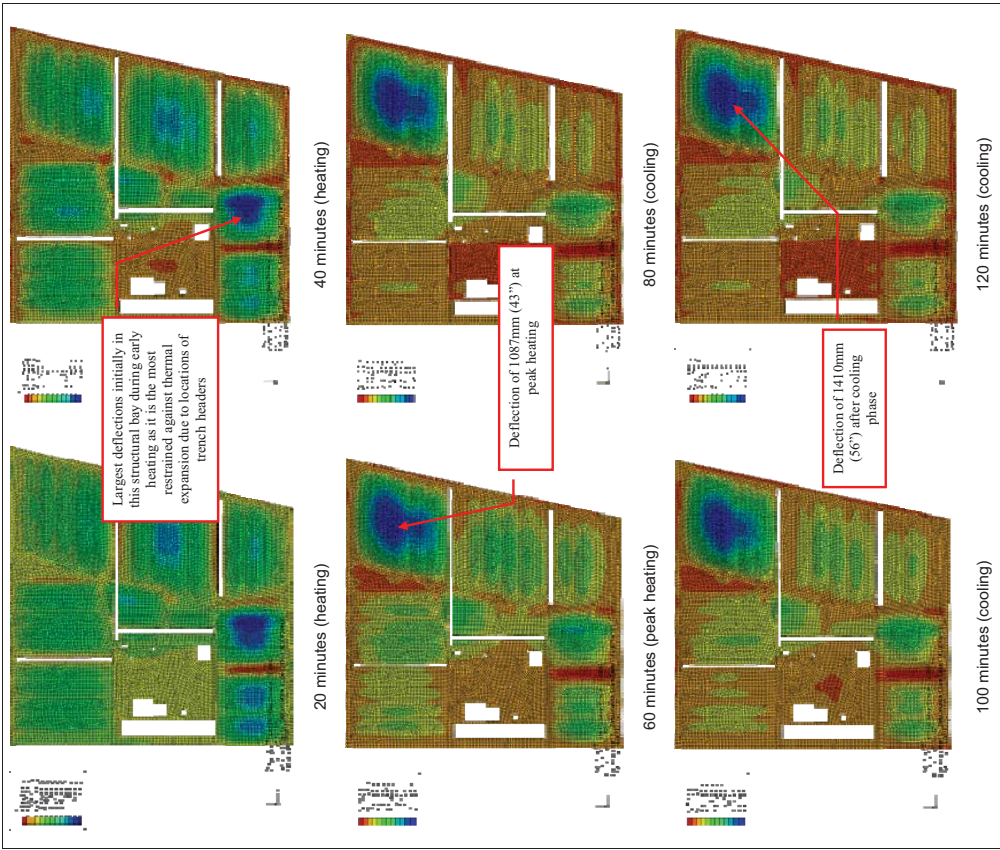 Largest deflections initially in
this structural bay during early
heating as it is the most
restrained against thermal
expansion due to locations of
trench headers
20 minutes (heating)
40 minutes (heating)
Deflection of 1087mm (43”) at
peak heating
60 minutes (peak heating)
80 minutes (cooling)
Deflection of 1410mm
(56”) after cooling
phase
100 minutes (cooling)
120 minutes (cooling)